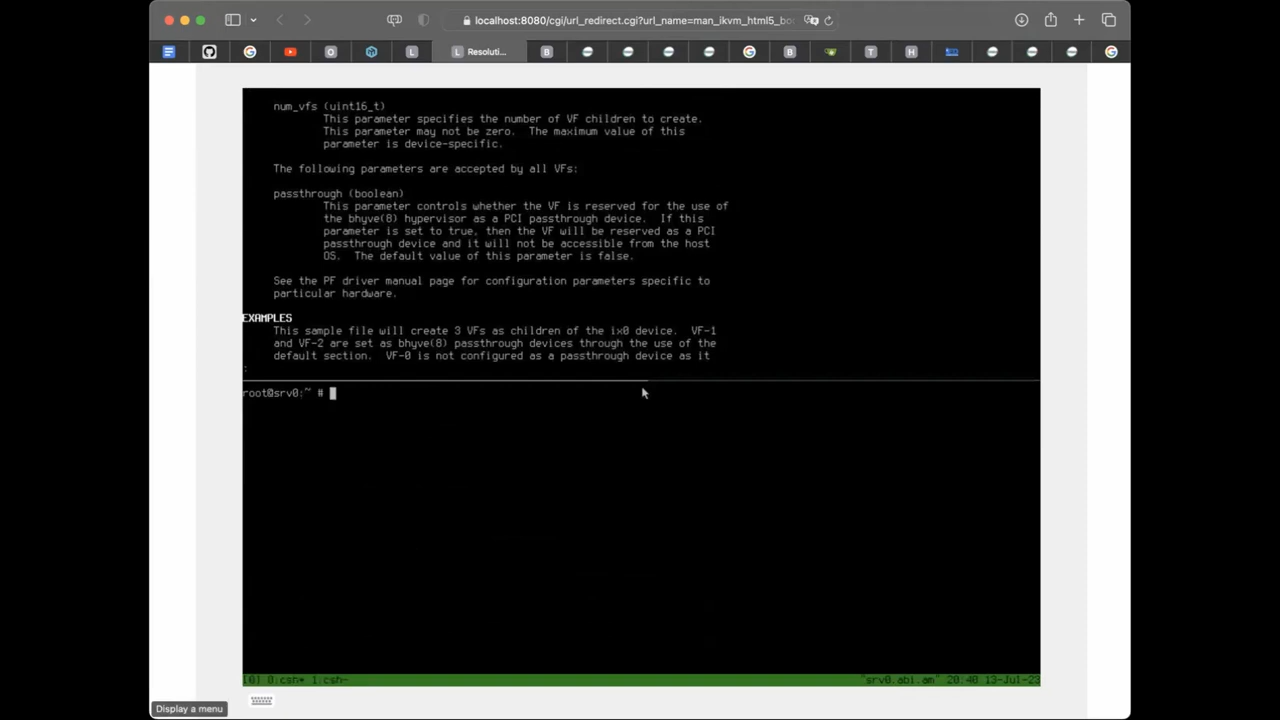 localhost:8080/cgi/url_redirect.cgi?url_name=man_ikvm_html5_bo
L Resoluti...
num_vfs (uint16_t)
This parameter specifies the number of VF children to create.
This parameter may not be zero.  The maximum value of this
parameter is device-specific.
The following parameters are accepted by all VFs:
passthrough (boolean)
This parameter controls whether the VF is reserved for the use of
the bhyve(8) hypervisor as a PCI passthrough device.  If this
parameter is set to true, then the VF will be reserved as a PCI
passthrough device and it will not be accessible from the host
OS.  The default value of this parameter is false.
See the PF driver manual page for configuration parameters specific to
particular hardware.
EXAMPLES
This sample file will create 3 VFs as children of the ix0 device.  VF-1
and VF-2 are set as bhyve(8) passthrough devices through the use of the
default section.  VF-0 is not configured as a passthrough device as it
:
root@srv0:~ #
[0] 0:csh* 1:csh- "srv0.abi.am" 20:40 13-Jul-23
Display a menu